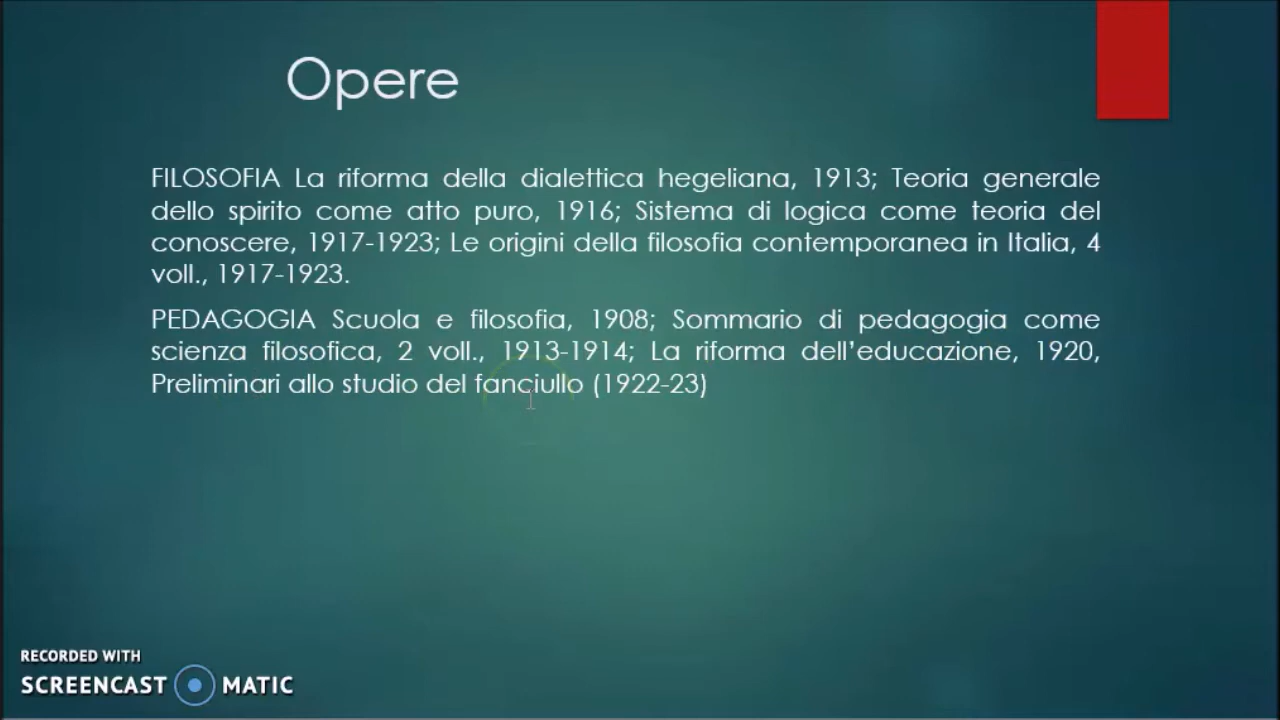 Opere
FILOSOFIA La riforma della dialettica hegeliana, 1913; Teoria generale
dello spirito come atto puro, 1916; Sistema di logica come teoria del
conoscere, 1917-1923; Le origini della filosofia contemporanea in Italia, 4
voll., 1917-1923.
PEDAGOGIA Scuola e filosofia, 1908; Sommario di pedagogia come
scienza filosofica, 2 voll., 1913-1914; La riforma dell’educazione, 1920,
Preliminari allo studio del fanciullo (1922-23)
RECORDED WITH
SCREENCAST MATIC